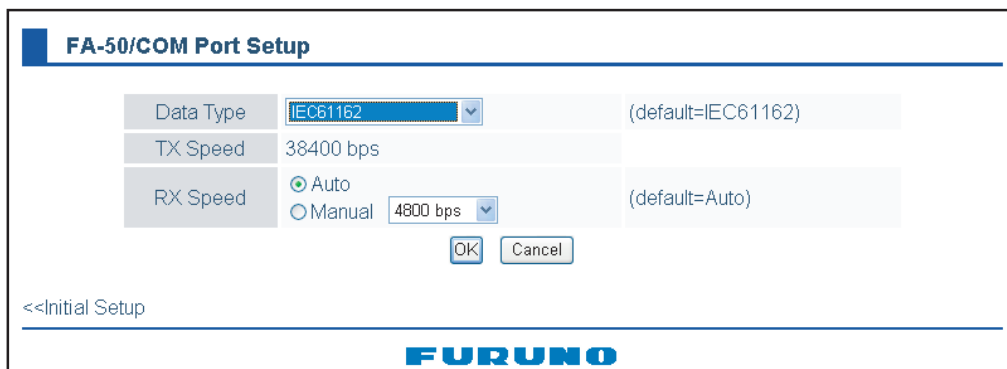 FA-50/COM Port Setup
Data Type IEC61162 (default=IEC61162)
TX Speed 38400 bps
RX Speed Auto
Manual 4800 bps (default=Auto)
OK Cancel
<<Initial Setup
FURUNO